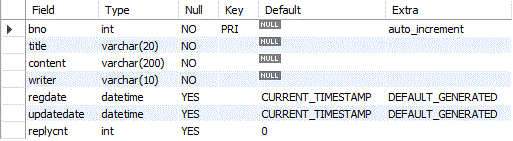 Field Type Null Key Default Extra
bno int NO PRI NULL auto_increment
title varchar(20) NO NULL
content varchar(200) NO NULL
writer varchar(10) NO NULL
regdate datetime YES CURRENT_TIMESTAMP DEFAULT_GENERATED
updatedate datetime YES CURRENT_TIMESTAMP DEFAULT_GENERATED
replycnt int YES 0